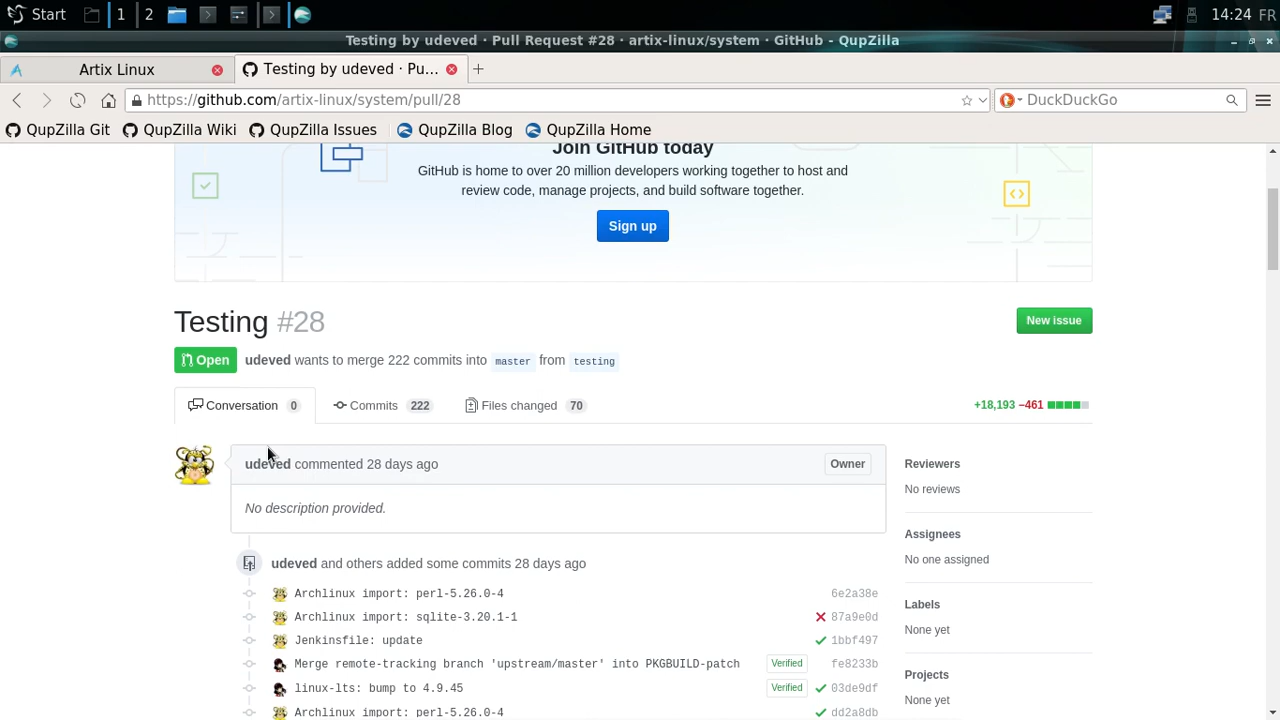 Start 1 2 14:24 FR
Testing by udeved · Pull Request #28 · artix-linux/system · GitHub - QupZilla
Artix Linux Testing by udeved · Pu...
https://github.com/artix-linux/system/pull/28 DuckDuckGo
QupZilla Git QupZilla Wiki QupZilla Issues QupZilla Blog QupZilla Home
Join GitHub today
GitHub is home to over 20 million developers working together to host and
review code, manage projects, and build software together.
Sign up
Testing #28
New issue
Open udeved wants to merge 222 commits into master from testing
Conversation 0 Commits 222 Files changed 70 +18,193 −461
udeved commented 28 days ago Owner
No description provided.
udeved and others added some commits 28 days ago
Archlinux import: perl-5.26.0-4 6e2a38e
Archlinux import: sqlite-3.20.1-1 87a9e0d
Jenkinsfile: update 1bbf497
Merge remote-tracking branch 'upstream/master' into PKGBUILD-patch Verified fe8233b
linux-lts: bump to 4.9.45 Verified 03de9df
Archlinux import: perl-5.26.0-4 dd2a8db
Reviewers
No reviews
Assignees
No one assigned
Labels
None yet
Projects
None yet